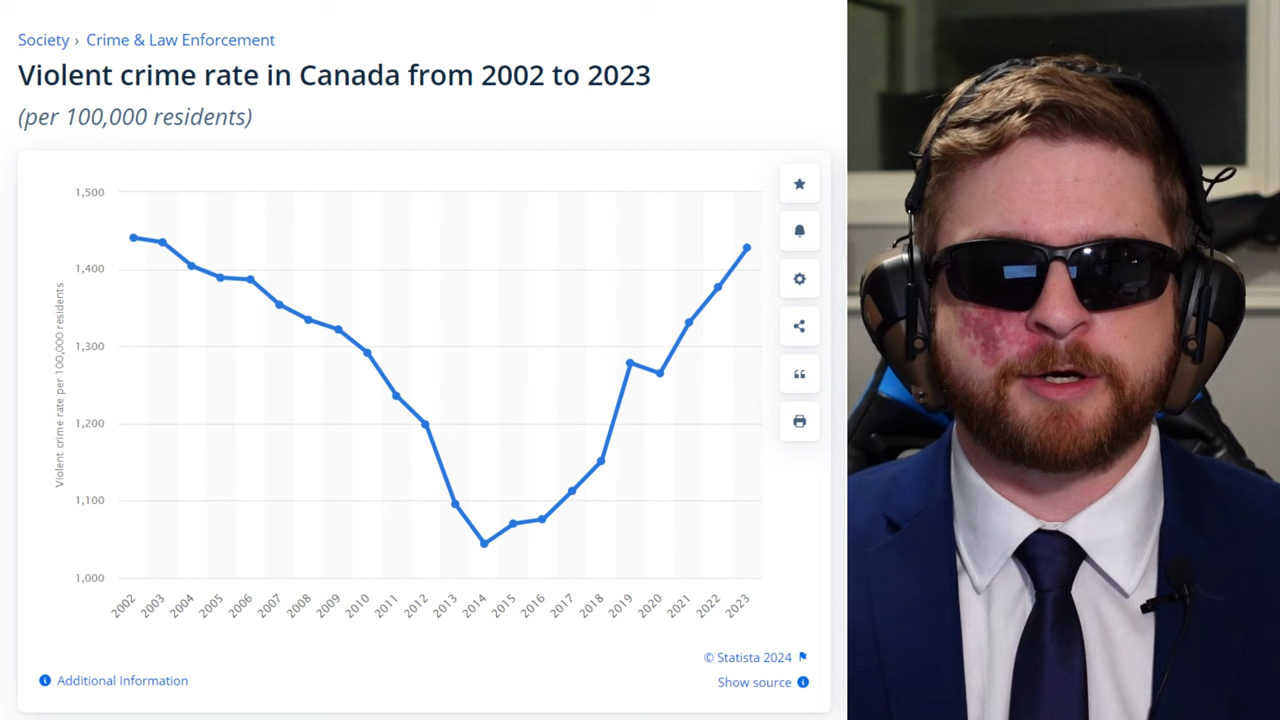 Society › Crime & Law Enforcement
Violent crime rate in Canada from 2002 to 2023
(per 100,000 residents)
Violent crime rate per 100,000 residents
1,500
1,400
1,300
1,200
1,100
1,000
2002 2003 2004 2005 2006 2007 2008 2009 2010 2011 2012 2013 2014 2015 2016 2017 2018 2019 2020 2021 2022 2023
© Statista 2024
Additional Information
Show source